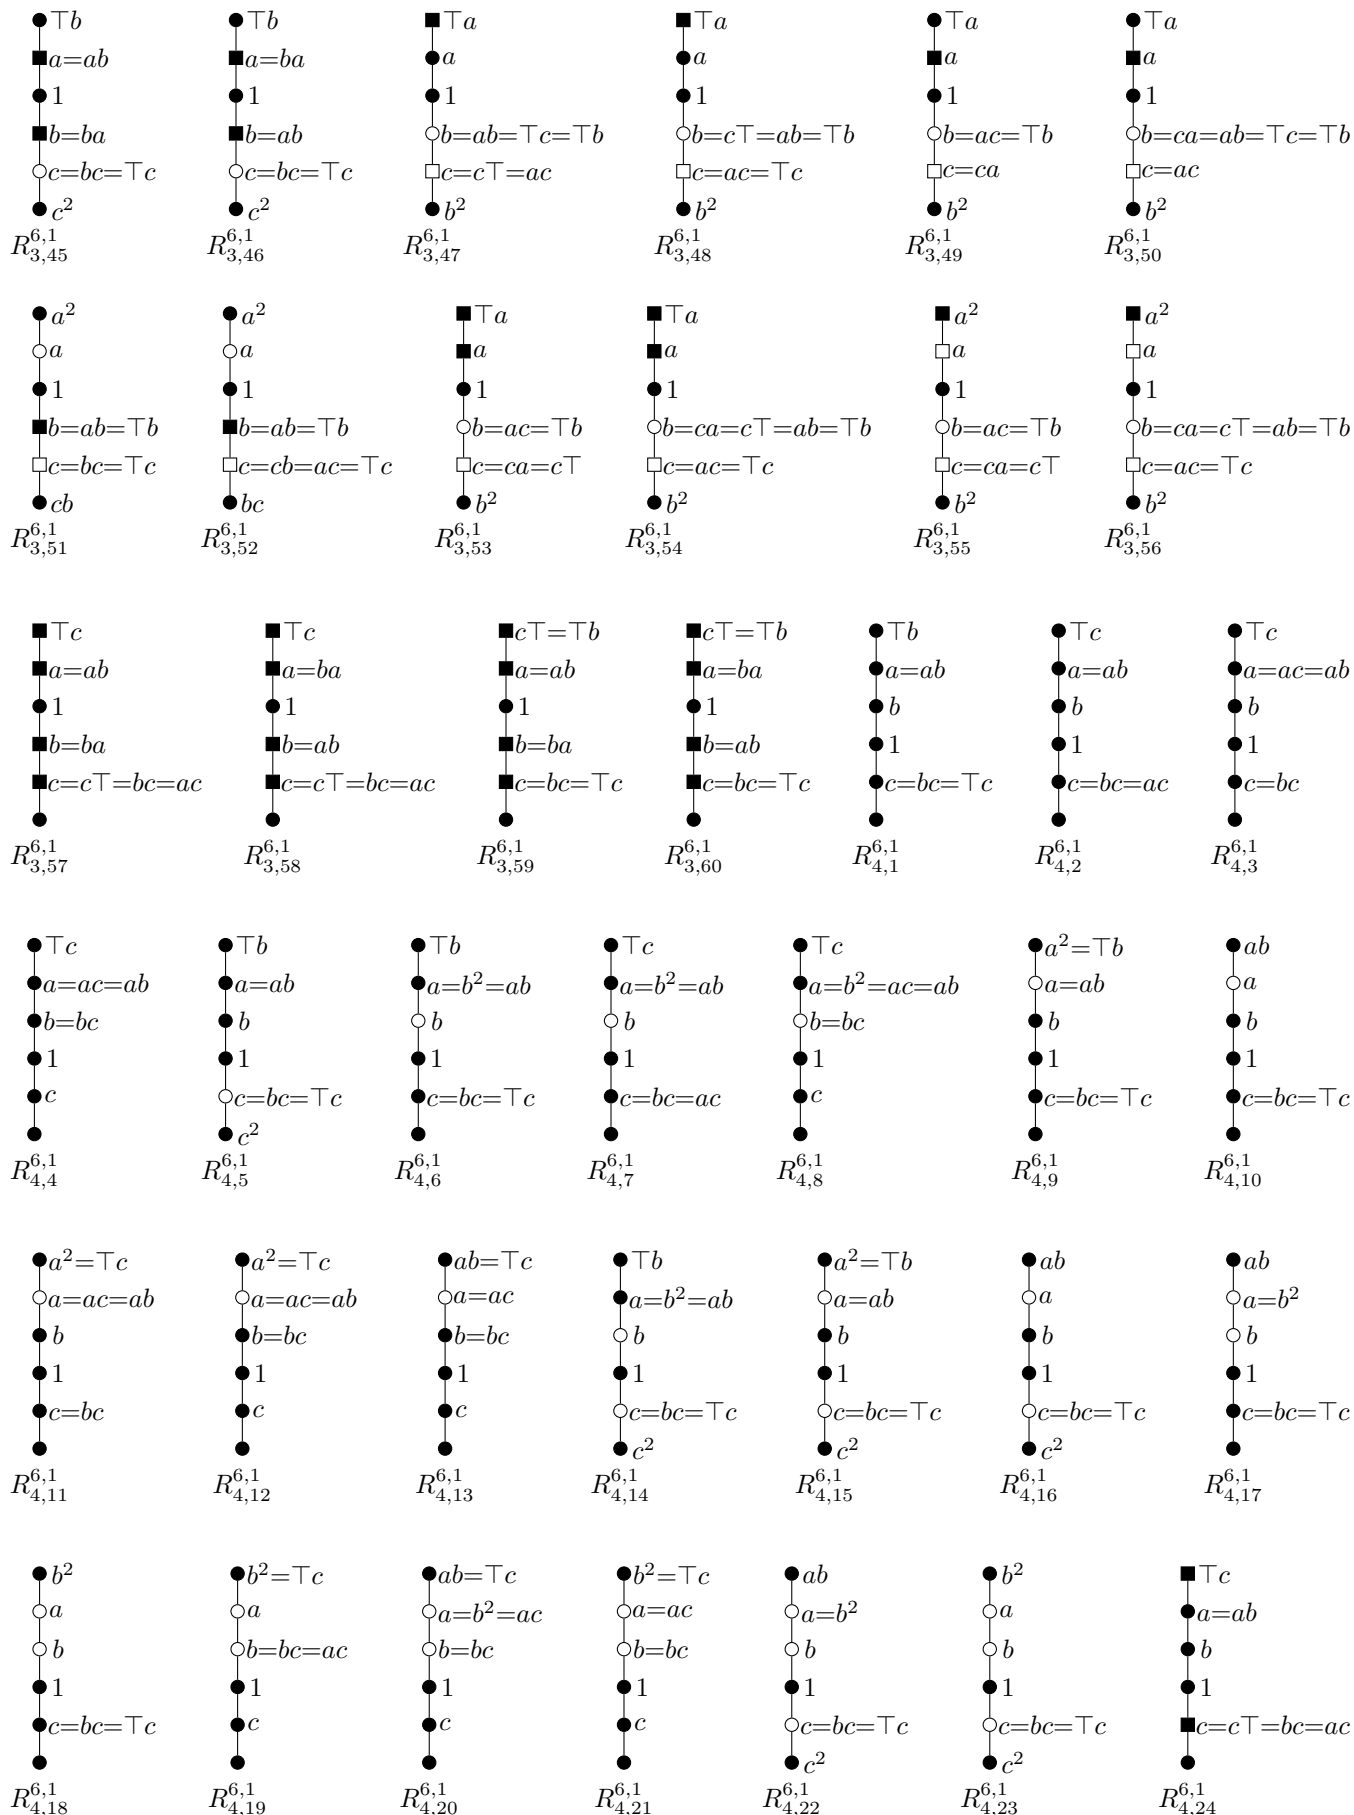 ⊤b ⊤b ⊤a ⊤a ⊤a ⊤a
a=ab a=ba a a a a
1 1 1 1 1 1
b=ba b=ab b=ab=⊤c=⊤b b=c⊤=ab=⊤b b=ac=⊤b b=ca=ab=⊤c=⊤b
c=bc=⊤c c=bc=⊤c c=c⊤=ac c=ac=⊤c c=ca c=ac
c² c² b² b² b² b²
R^{6,1}_{3,45} R^{6,1}_{3,46} R^{6,1}_{3,47} R^{6,1}_{3,48} R^{6,1}_{3,49} R^{6,1}_{3,50}
a² a² ⊤a ⊤a a² a²
a a a a a a
1 1 1 1 1 1
b=ab=⊤b b=ab=⊤b b=ac=⊤b b=ca=c⊤=ab=⊤b b=ac=⊤b b=ca=c⊤=ab=⊤b
c=bc=⊤c c=cb=ac=⊤c c=ca=c⊤ c=ac=⊤c c=ca=c⊤ c=ac=⊤c
cb bc b² b² b² b²
R^{6,1}_{3,51} R^{6,1}_{3,52} R^{6,1}_{3,53} R^{6,1}_{3,54} R^{6,1}_{3,55} R^{6,1}_{3,56}
⊤c ⊤c c⊤=⊤b c⊤=⊤b ⊤b ⊤c ⊤c
a=ab a=ba a=ab a=ba a=ab a=ab a=ac=ab
1 1 1 1 b b b
b=ba b=ab b=ba b=ab 1 1 1
c=c⊤=bc=ac c=c⊤=bc=ac c=bc=⊤c c=bc=⊤c c=bc=⊤c c=bc=ac c=bc
R^{6,1}_{3,57} R^{6,1}_{3,58} R^{6,1}_{3,59} R^{6,1}_{3,60} R^{6,1}_{4,1} R^{6,1}_{4,2} R^{6,1}_{4,3}
⊤c ⊤b ⊤b ⊤c ⊤c a²=⊤b ab
a=ac=ab a=ab a=b²=ab a=b²=ab a=b²=ac=ab a=ab a
b=bc b b b b=bc b b
1 1 1 1 1 1 1
c c=bc=⊤c c=bc=⊤c c=bc=ac c c=bc=⊤c c=bc=⊤c
c²
R^{6,1}_{4,4} R^{6,1}_{4,5} R^{6,1}_{4,6} R^{6,1}_{4,7} R^{6,1}_{4,8} R^{6,1}_{4,9} R^{6,1}_{4,10}
a²=⊤c a²=⊤c ab=⊤c ⊤b a²=⊤b ab ab
a=ac=ab a=ac=ab a=ac a=b²=ab a=ab a a=b²
b b=bc b=bc b b b b
1 1 1 1 1 1 1
c=bc c c c=bc=⊤c c=bc=⊤c c=bc=⊤c c=bc=⊤c
c² c² c²
R^{6,1}_{4,11} R^{6,1}_{4,12} R^{6,1}_{4,13} R^{6,1}_{4,14} R^{6,1}_{4,15} R^{6,1}_{4,16} R^{6,1}_{4,17}
b² b²=⊤c ab=⊤c b²=⊤c ab b² ⊤c
a a a=b²=ac a=ac a=b² a a=ab
b b=bc=ac b=bc b=bc b b b
1 1 1 1 1 1 1
c=bc=⊤c c c c c=bc=⊤c c=bc=⊤c c=c⊤=bc=ac
c² c²
R^{6,1}_{4,18} R^{6,1}_{4,19} R^{6,1}_{4,20} R^{6,1}_{4,21} R^{6,1}_{4,22} R^{6,1}_{4,23} R^{6,1}_{4,24}